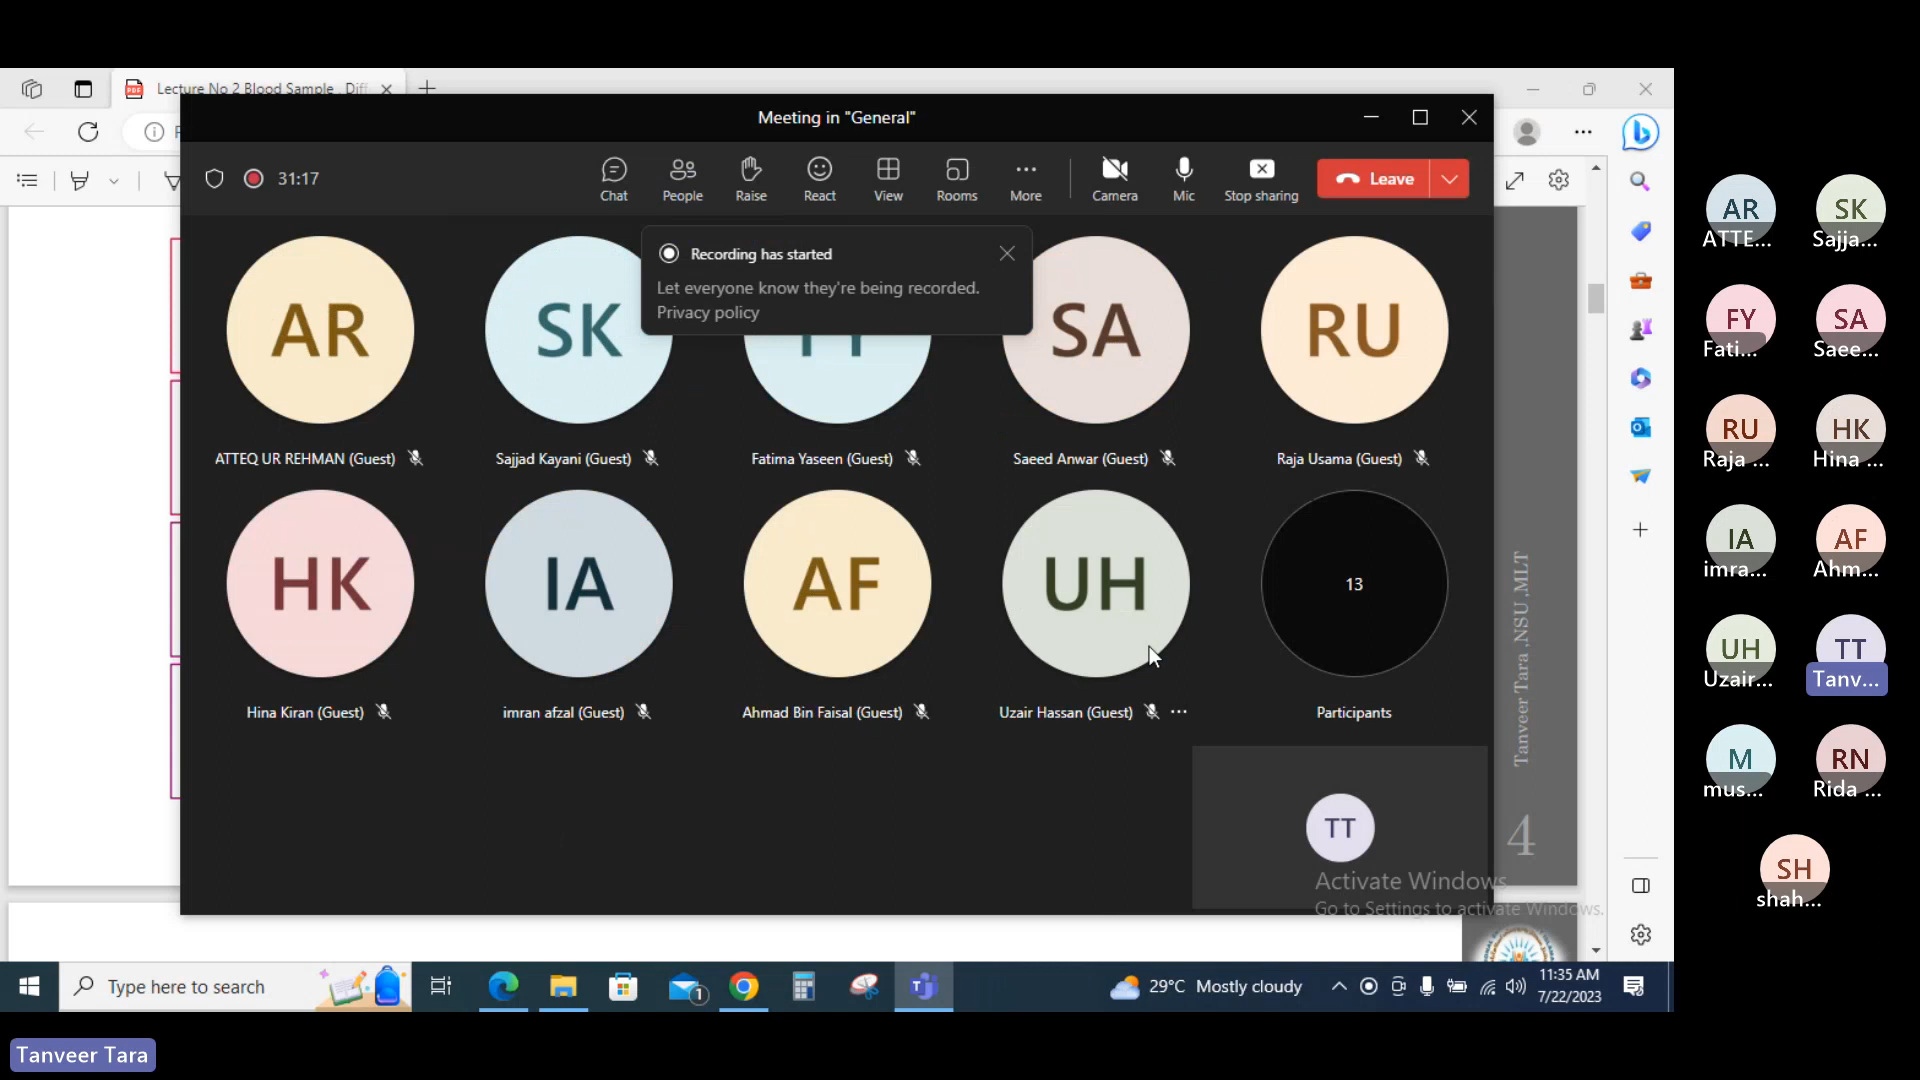 Lecture No 2 Blood Sample , Diff
Meeting in "General"
31:17
Chat
People
Raise
React
View
Rooms
More
Camera
Mic
Stop sharing
Leave
Recording has started
Let everyone know they're being recorded.
Privacy policy
AR
SK
SA
RU
ATTEQ UR REHMAN (Guest)
Sajjad Kayani (Guest)
Fatima Yaseen (Guest)
Saeed Anwar (Guest)
Raja Usama (Guest)
HK
IA
AF
UH
13
Hina Kiran (Guest)
imran afzal (Guest)
Ahmad Bin Faisal (Guest)
Uzair Hassan (Guest)
Participants
TT
Activate Windows
Go to Settings to activate Windows.
Tanveer Tara ,NSU ,MLT
4
AR
ATTE...
SK
Sajja...
FY
Fati...
SA
Saee...
RU
Raja ...
HK
Hina ...
IA
imra...
AF
Ahm...
UH
Uzair...
TT
Tanv...
M
mus...
RN
Rida ...
SH
shah...
Type here to search
1
29°C Mostly cloudy
11:35 AM
7/22/2023
Tanveer Tara